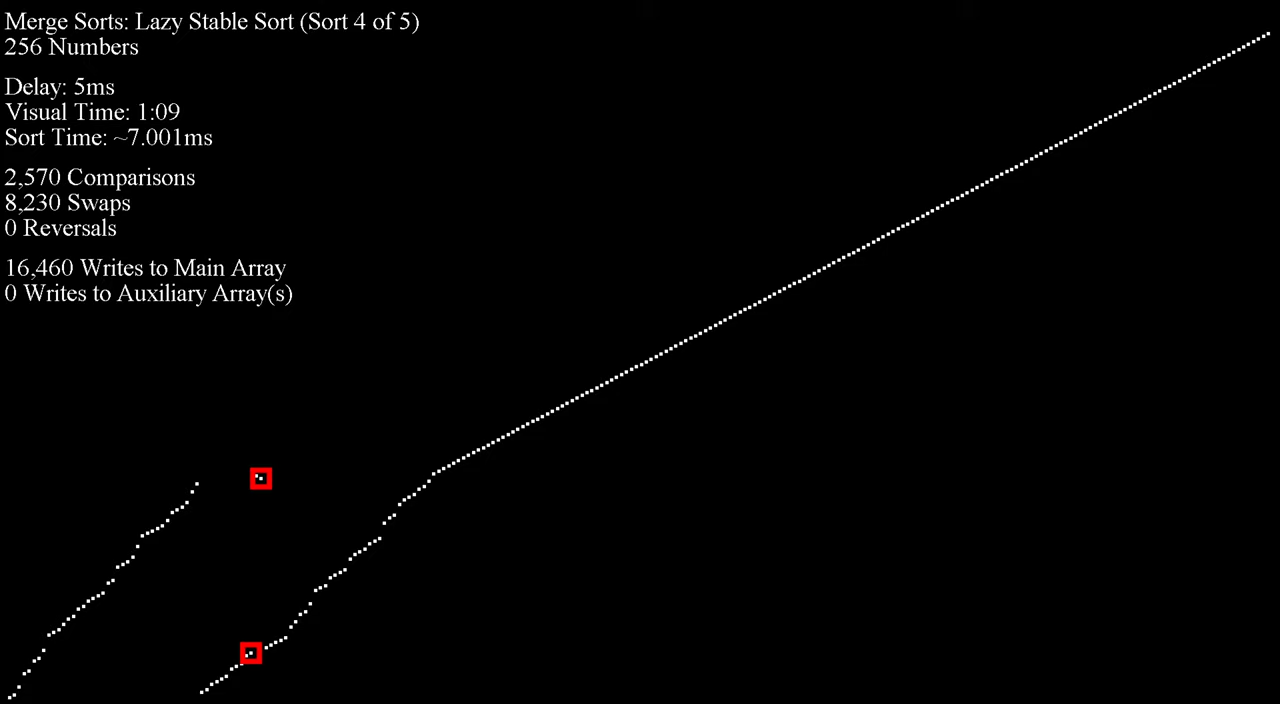 Merge Sorts: Lazy Stable Sort (Sort 4 of 5)
256 Numbers
Delay: 5ms
Visual Time: 1:09
Sort Time: ~7.001ms
2,570 Comparisons
8,230 Swaps
0 Reversals
16,460 Writes to Main Array
0 Writes to Auxiliary Array(s)